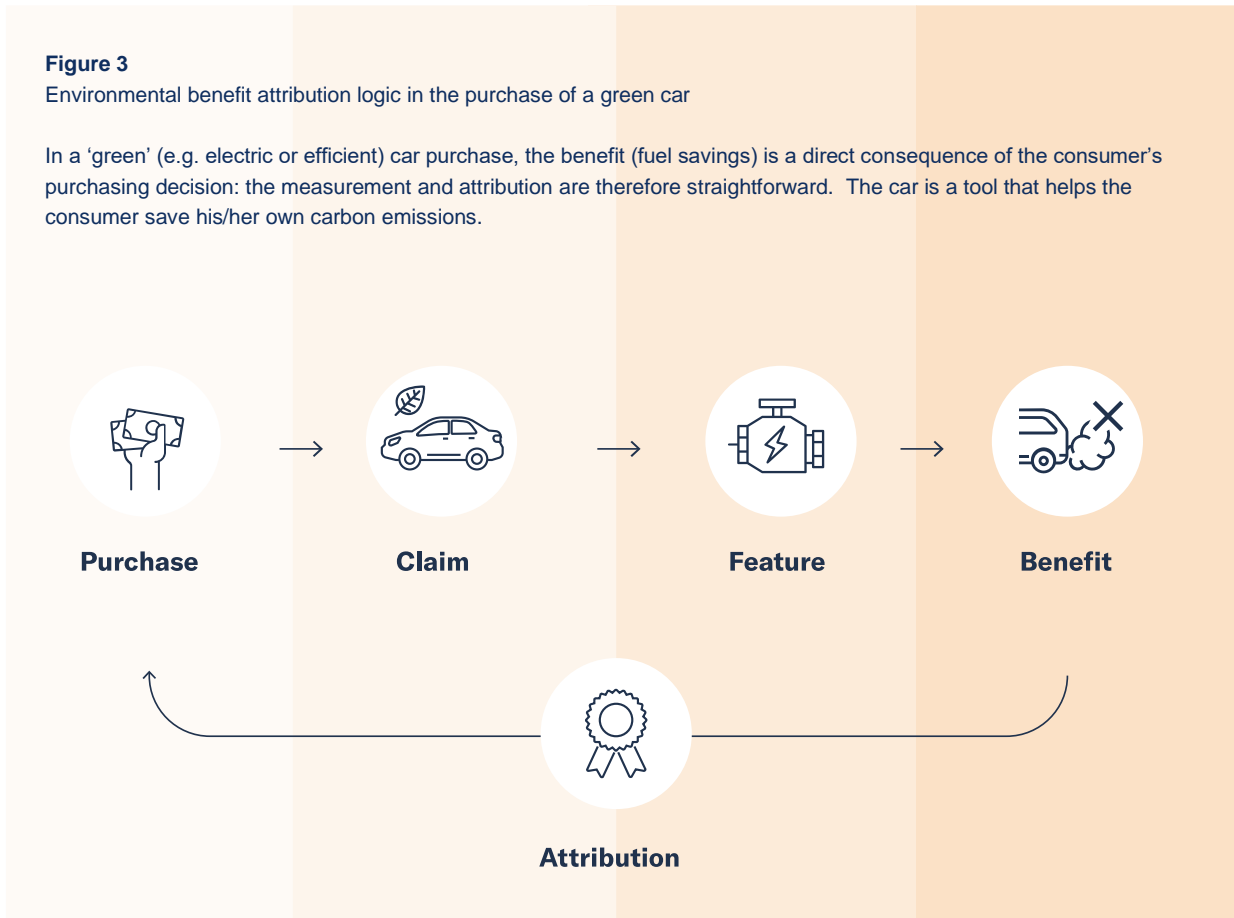 Figure 3
Environmental benefit attribution logic in the purchase of a green car
In a ‘green’ (e.g. electric or efficient) car purchase, the benefit (fuel savings) is a direct consequence of the consumer’s
purchasing decision: the measurement and attribution are therefore straightforward.  The car is a tool that helps the
consumer save his/her own carbon emissions.
Purchase
Claim
Feature
Benefit
Attribution